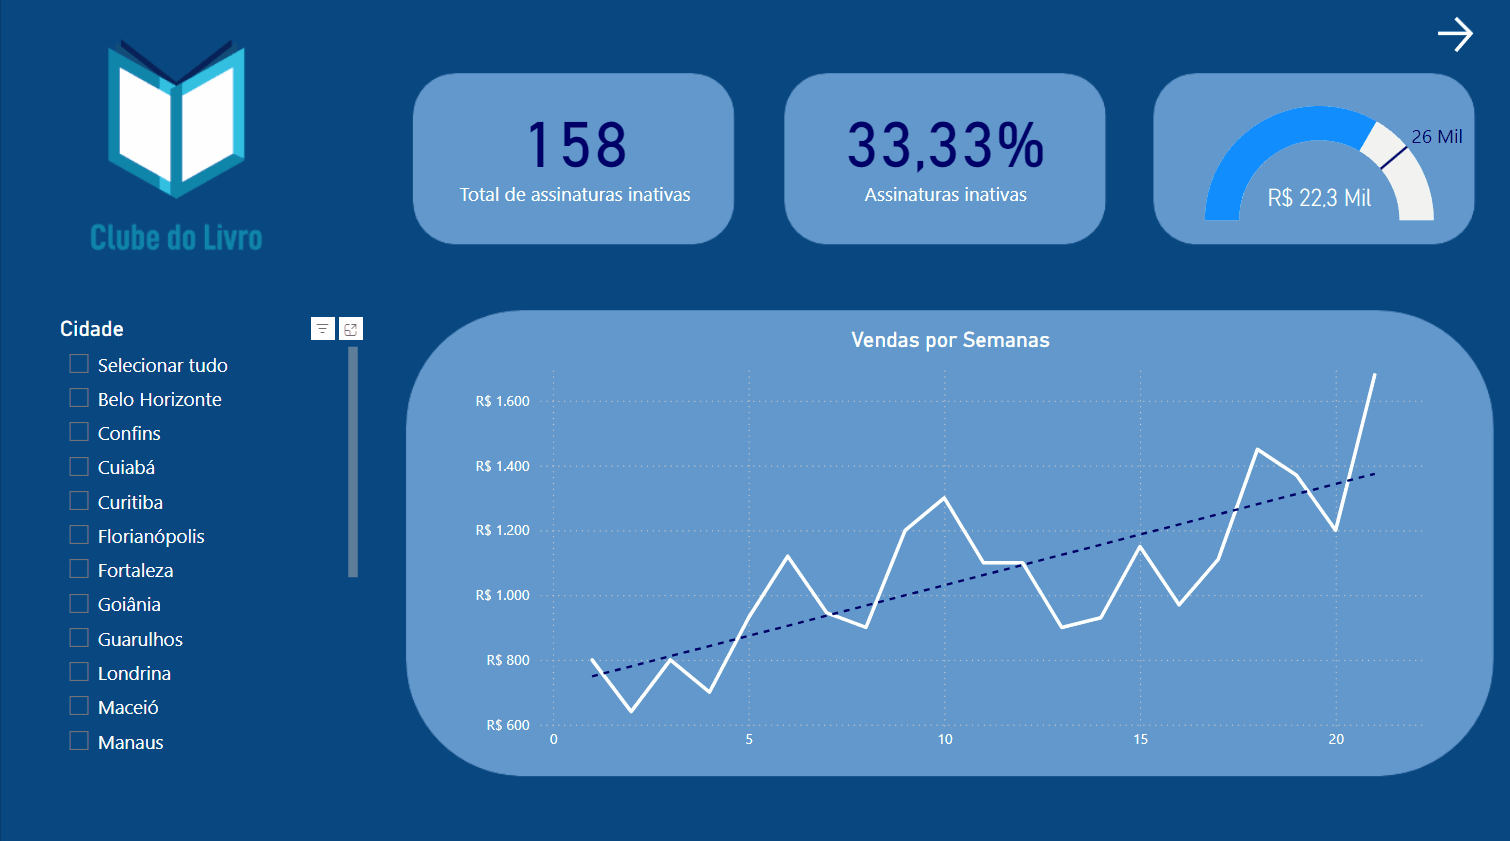 Clube do Livro
158
Total de assinaturas inativas
33,33%
Assinaturas inativas
26 Mil
R$ 22,3 Mil
Cidade
Selecionar tudo
Belo Horizonte
Confins
Cuiabá
Curitiba
Florianópolis
Fortaleza
Goiânia
Guarulhos
Londrina
Maceió
Manaus
Vendas por Semanas
R$ 1.600
R$ 1.400
R$ 1.200
R$ 1.000
R$ 800
R$ 600
0 5 10 15 20